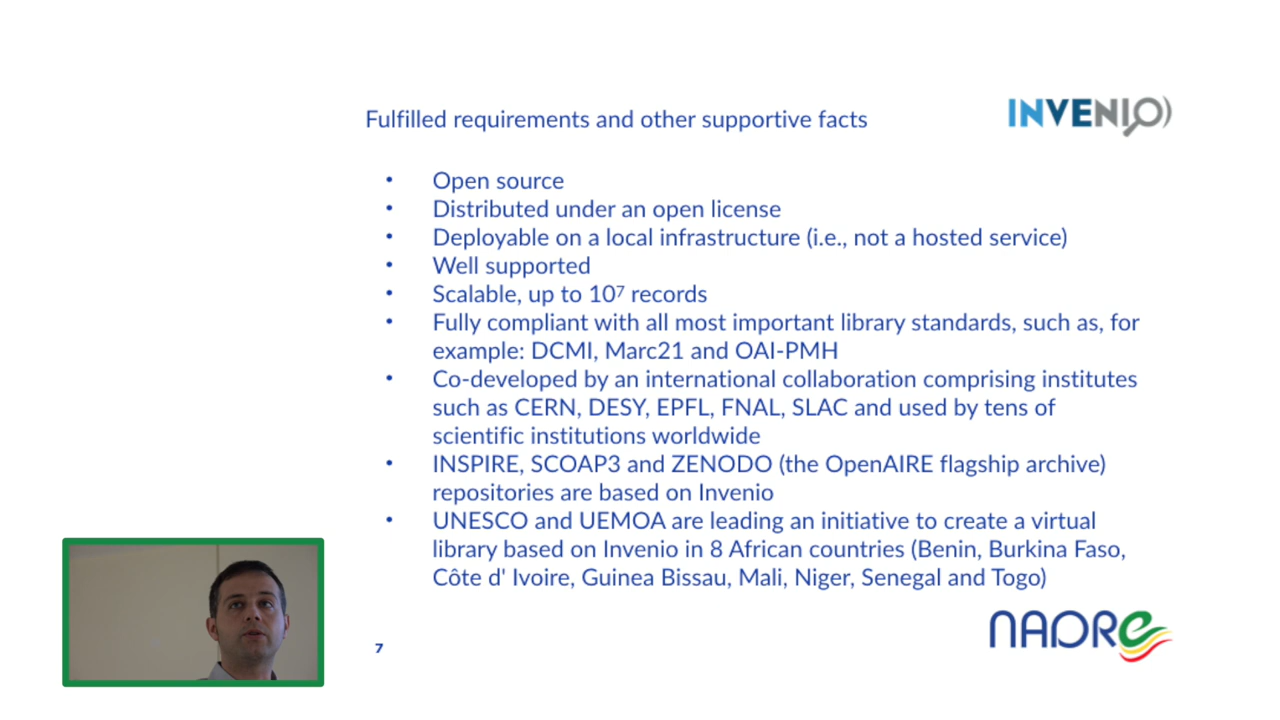 Fulfilled requirements and other supportive facts
INVENIO
• Open source
• Distributed under an open license
• Deployable on a local infrastructure (i.e., not a hosted service)
• Well supported
• Scalable, up to 10⁷ records
• Fully compliant with all most important library standards, such as, for
example: DCMI, Marc21 and OAI-PMH
• Co-developed by an international collaboration comprising institutes
such as CERN, DESY, EPFL, FNAL, SLAC and used by tens of
scientific institutions worldwide
• INSPIRE, SCOAP3 and ZENODO (the OpenAIRE flagship archive)
repositories are based on Invenio
• UNESCO and UEMOA are leading an initiative to create a virtual
library based on Invenio in 8 African countries (Benin, Burkina Faso,
Côte d' Ivoire, Guinea Bissau, Mali, Niger, Senegal and Togo)
7
NADRe